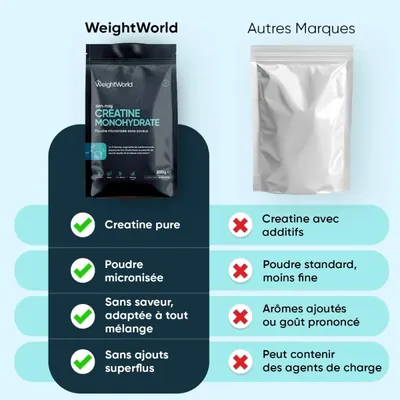 WeightWorld
Autres Marques
WeightWorld
CREATINE
MONOHYDRATE
Poudre micronisée sans saveur
Creatine pure
Creatine avec
additifs
Poudre
micronisée
Poudre standard,
moins fine
Sans saveur,
adaptée à tout
mélange
Arômes ajoutés
ou goût prononcé
Sans ajouts
superflus
Peut contenir
des agents de charge